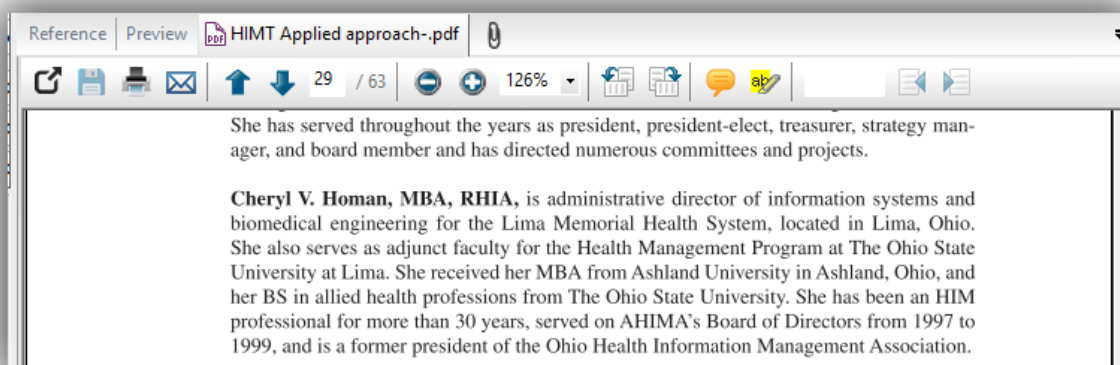 Reference Preview HIMT Applied approach-.pdf
29 / 63 126% ab
She has served throughout the years as president, president-elect, treasurer, strategy man-
ager, and board member and has directed numerous committees and projects.
Cheryl V. Homan, MBA, RHIA, is administrative director of information systems and
biomedical engineering for the Lima Memorial Health System, located in Lima, Ohio.
She also serves as adjunct faculty for the Health Management Program at The Ohio State
University at Lima. She received her MBA from Ashland University in Ashland, Ohio, and
her BS in allied health professions from The Ohio State University. She has been an HIM
professional for more than 30 years, served on AHIMA's Board of Directors from 1997 to
1999, and is a former president of the Ohio Health Information Management Association.